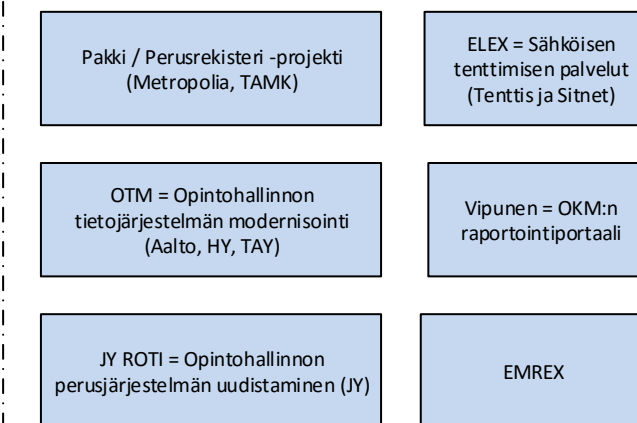 Pakki / Perusrekisteri -projekti
(Metropolia, TAMK)
ELEX = Sähköisen
tenttimisen palvelut
(Tenttis ja Sitnet)
OTM = Opintohallinnon
tietojärjestelmän modernisointi
(Aalto, HY, TAY)
Vipunen = OKM:n
raportointiportaali
JY ROTI = Opintohallinnon
perusjärjestelmän uudistaminen (JY)
EMREX